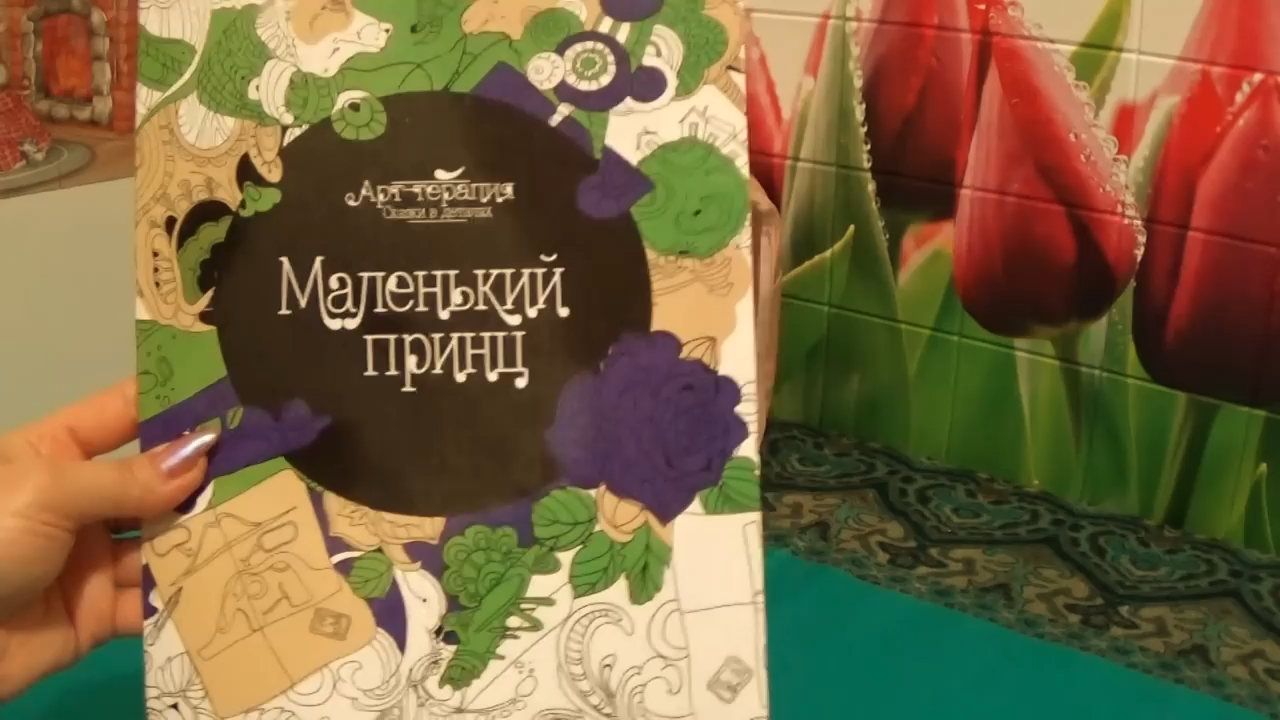 Арт-терапия
Сказки в деталях
Маленький
принц